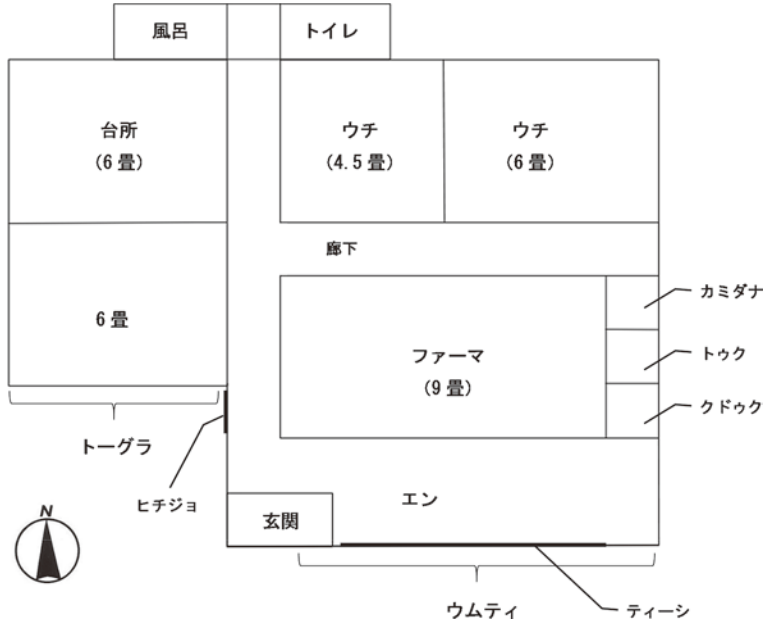 風呂
トイレ
台所
(6 畳)
ウチ
(4.5 畳)
ウチ
(6 畳)
廊下
カミダナ
6 畳
ファーマ
(9 畳)
トゥク
クドゥク
トーグラ
ヒチジョ
エン
玄関
N
ウムティ
ティーシ